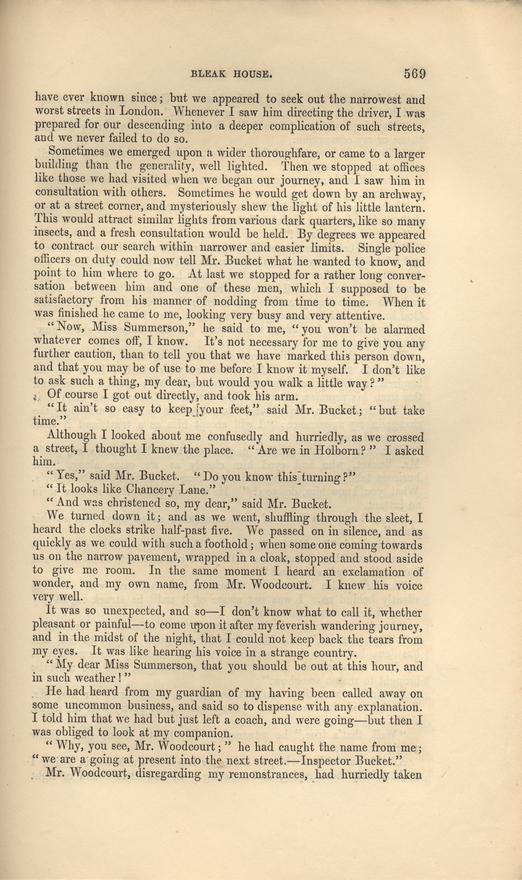 BLEAK HOUSE. 569
have ever known since; but we appeared to seek out the narrowest and
worst streets in London. Whenever I saw him directing the driver, I was
prepared for our descending into a deeper complication of such streets,
and we never failed to do so.
Sometimes we emerged upon a wider thoroughfare, or came to a larger
building than the generality, well lighted. Then we stopped at offices
like those we had visited when we began our journey, and I saw him in
consultation with others. Sometimes he would get down by an archway,
or at a street corner, and mysteriously shew the light of his little lantern.
This would attract similar lights from various dark quarters, like so many
insects, and a fresh consultation would be held. By degrees we appeared
to contract our search within narrower and easier limits. Single police
officers on duty could now tell Mr. Bucket what he wanted to know, and
point to him where to go. At last we stopped for a rather long conver-
sation between him and one of these men, which I supposed to be
satisfactory from his manner of nodding from time to time. When it
was finished he came to me, looking very busy and very attentive.
"Now, Miss Summerson," he said to me, "you won't be alarmed
whatever comes off, I know. It's not necessary for me to give you any
further caution, than to tell you that we have marked this person down,
and that you may be of use to me before I know it myself. I don't like
to ask such a thing, my dear, but would you walk a little way?"
Of course I got out directly, and took his arm.
"It ain't so easy to keep your feet," said Mr. Bucket; "but take
time."
Although I looked about me confusedly and hurriedly, as we crossed
a street, I thought I knew the place. "Are we in Holborn?" I asked
him.
"Yes," said Mr. Bucket. "Do you know this turning?"
"It looks like Chancery Lane."
"And was christened so, my dear," said Mr. Bucket.
We turned down it; and as we went, shuffling through the sleet, I
heard the clocks strike half-past five. We passed on in silence, and as
quickly as we could with such a foothold; when some one coming towards
us on the narrow pavement, wrapped in a cloak, stopped and stood aside
to give me room. In the same moment I heard an exclamation of
wonder, and my own name, from Mr. Woodcourt. I knew his voice
very well.
It was so unexpected, and so—I don't know what to call it, whether
pleasant or painful—to come upon it after my feverish wandering journey,
and in the midst of the night, that I could not keep back the tears from
my eyes. It was like hearing his voice in a strange country.
"My dear Miss Summerson, that you should be out at this hour, and
in such weather!"
He had heard from my guardian of my having been called away on
some uncommon business, and said so to dispense with any explanation.
I told him that we had but just left a coach, and were going—but then I
was obliged to look at my companion.
"Why, you see, Mr. Woodcourt;" he had caught the name from me;
"we are a going at present into the next street.—Inspector Bucket."
Mr. Woodcourt, disregarding my remonstrances, had hurriedly taken